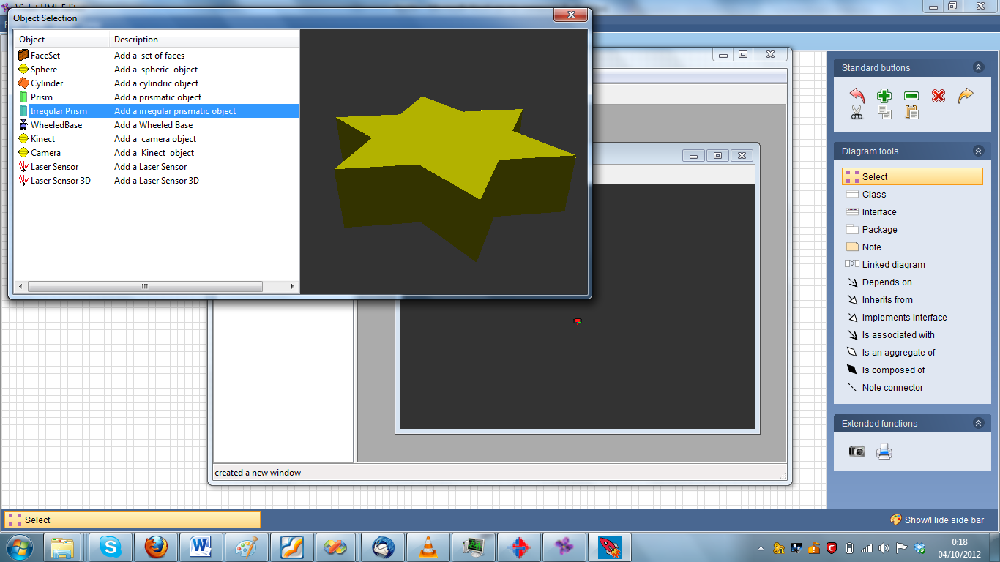 Violet UML Editor
Object Selection
Object Description
FaceSet Add a set of faces
Sphere Add a spheric object
Cylinder Add a cylindric object
Prism Add a prismatic object
Irregular Prism Add a irregular prismatic object
WheeledBase Add a Wheeled Base
Kinect Add a camera object
Camera Add a Kinect object
Laser Sensor Add a Laser Sensor
Laser Sensor 3D Add a Laser Sensor 3D
created a new window
Standard buttons
Diagram tools
Select
Class
Interface
Package
Note
Linked diagram
Depends on
Inherits from
Implements interface
Is associated with
Is an aggregate of
Is composed of
Note connector
Extended functions
Select
Show/Hide side bar
0:18
04/10/2012